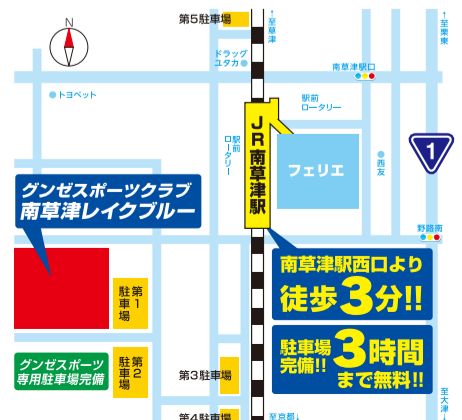 N
第5駐車場
↑至草津
↑至栗東
ドラッグ
ユタカ
南草津駅口
トヨペット
駅前
ロータリー
JR南草津駅
駅前
ロータリー
フェリエ
西友
1
グンゼスポーツクラブ
南草津レイクブルー
野路南
南草津駅西口より
徒歩3分!!
第1
駐車場
駐車場
完備!!
3時間
まで無料!!
グンゼスポーツ
専用駐車場完備
第2
駐車場
第3駐車場
第4駐車場
至京都↓
至大津↓